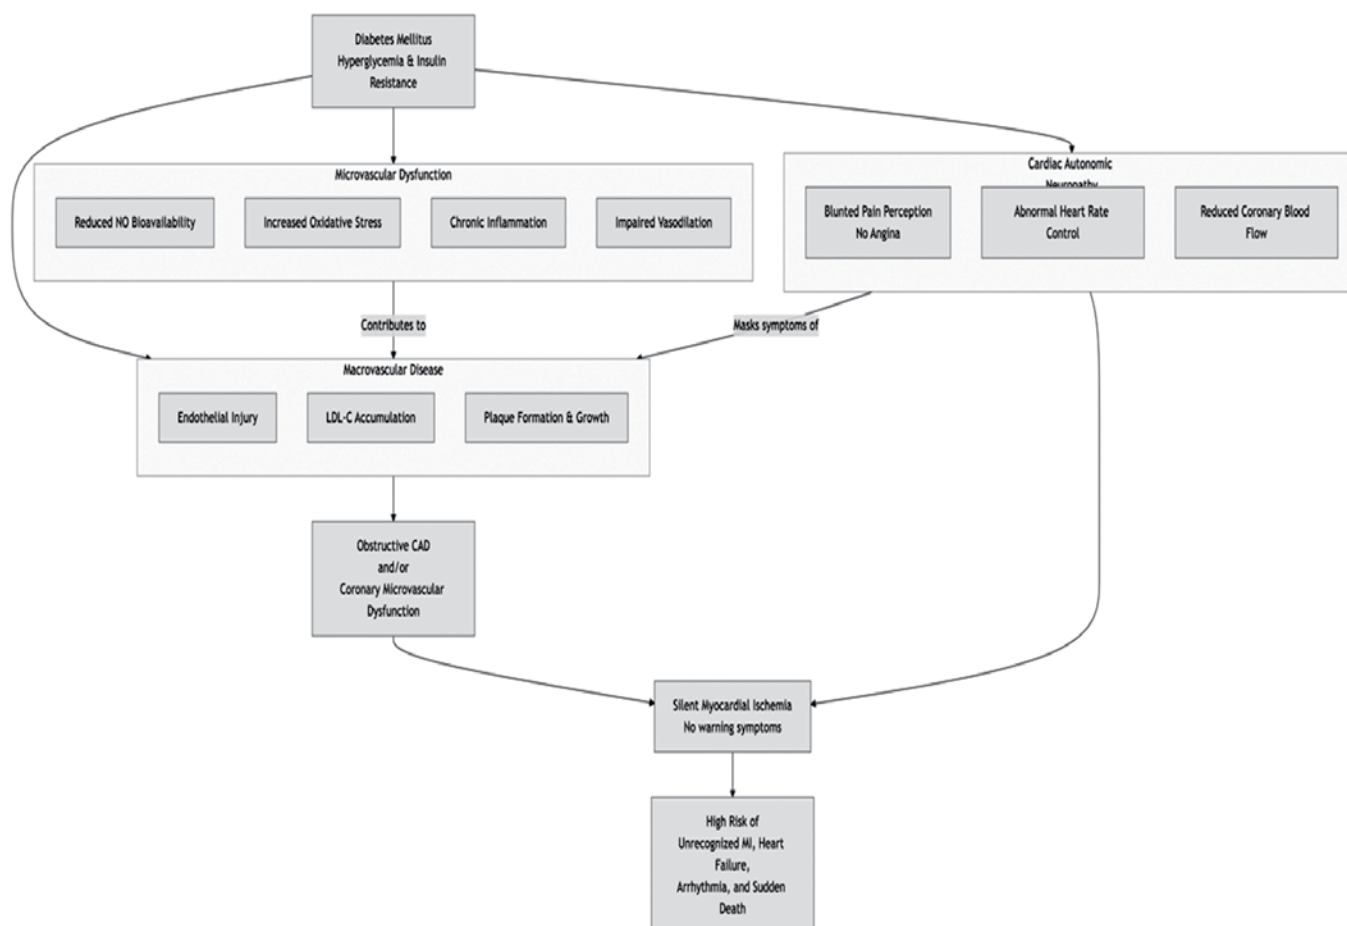 Diabetes Mellitus
Hyperglycemia & Insulin
Resistance
Microvascular Dysfunction
Reduced NO Bioavailability
Increased Oxidative Stress
Chronic Inflammation
Impaired Vasodilation
Cardiac Autonomic
Neuropathy
Blunted Pain Perception
No Angina
Abnormal Heart Rate
Control
Reduced Coronary Blood
Flow
Contributes to
Masks symptoms of
Macrovascular Disease
Endothelial Injury
LDL-C Accumulation
Plaque Formation & Growth
Obstructive CAD
and/or
Coronary Microvascular
Dysfunction
Silent Myocardial Ischemia
No warning symptoms
High Risk of
Unrecognized MI, Heart
Failure,
Arrhythmia, and Sudden
Death